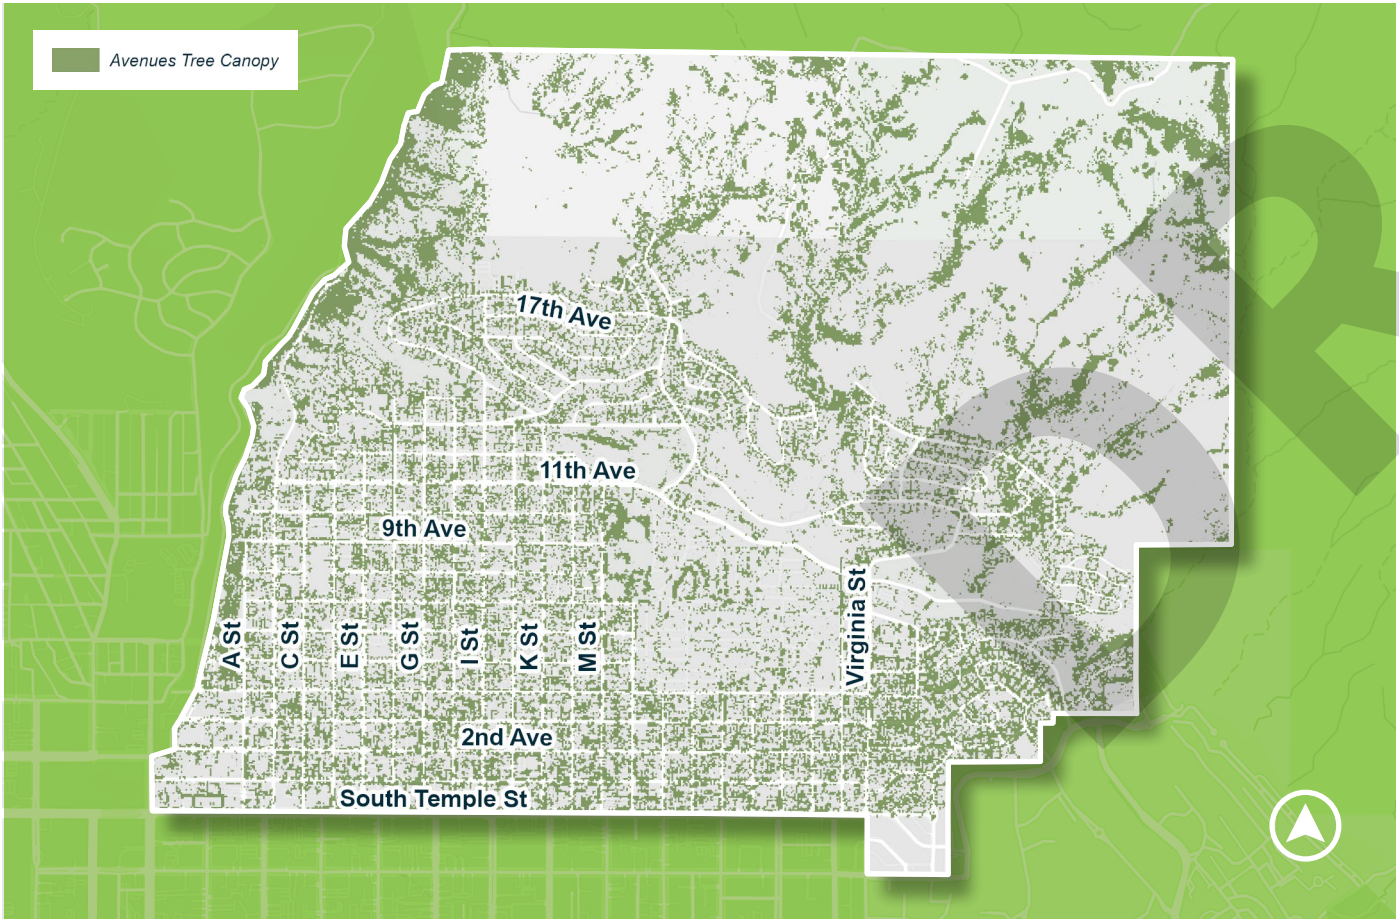 Avenues Tree Canopy
17th Ave
11th Ave
9th Ave
A St
C St
E St
G St
I St
K St
M St
Virginia St
2nd Ave
South Temple St